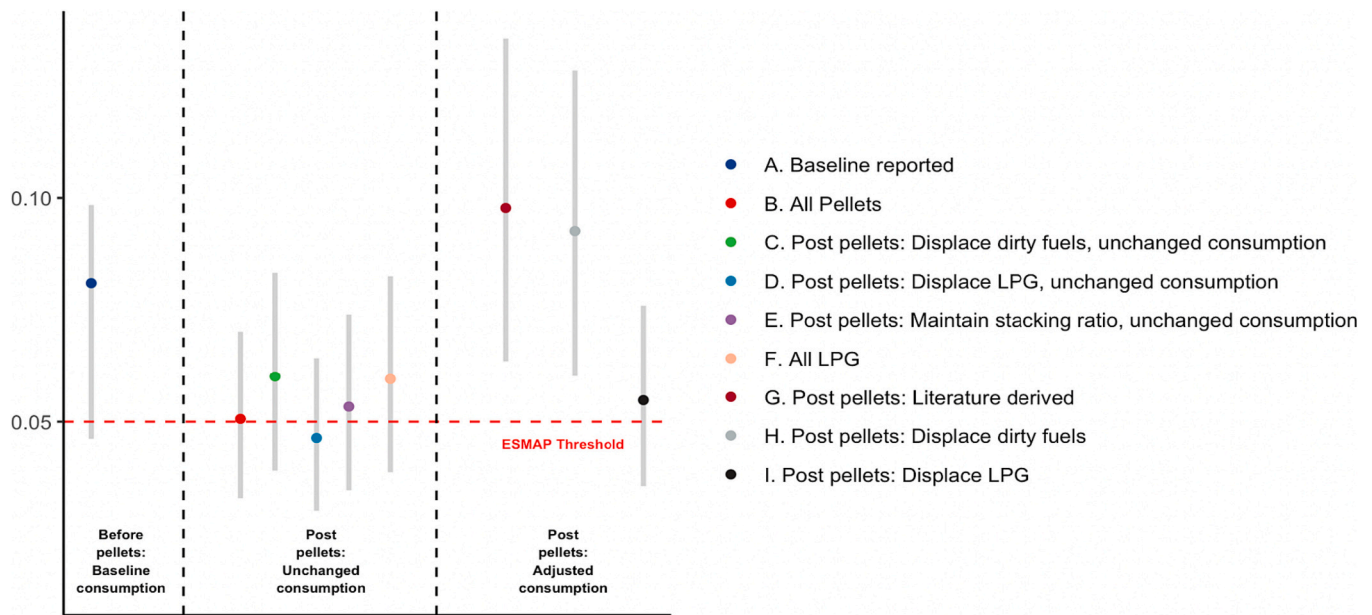 0.10
0.05
ESMAP Threshold
Before
pellets:
Baseline
consumption
Post
pellets:
Unchanged
consumption
Post
pellets:
Adjusted
consumption
A. Baseline reported
B. All Pellets
C. Post pellets: Displace dirty fuels, unchanged consumption
D. Post pellets: Displace LPG, unchanged consumption
E. Post pellets: Maintain stacking ratio, unchanged consumption
F. All LPG
G. Post pellets: Literature derived
H. Post pellets: Displace dirty fuels
I. Post pellets: Displace LPG